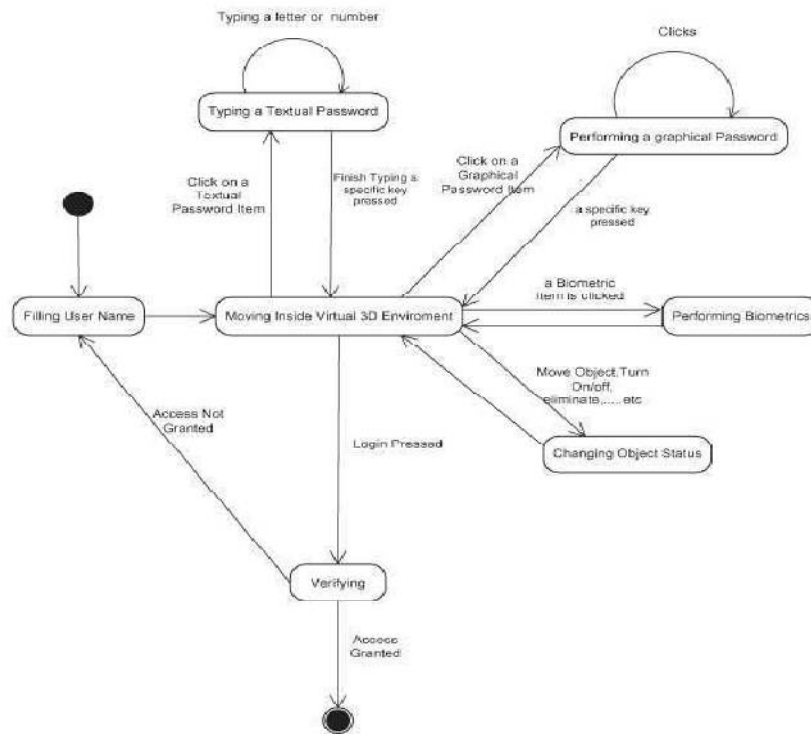 Typing a letter or number
Clicks
Typing a Textual Password
Performing a graphical Password
Click on a
Textual
Password Item
Finish Typing a
specific key
pressed
Click on a
Graphical
Password Item
a specific key
pressed
Filling User Name
Moving Inside Virtual 3D Enviroment
a Biometric
item is clicked
Performing Biometrics
Move Object,Turn
On/off,
eliminate,.....etc
Changing Object Status
Access Not
Granted
Login Pressed
Verifying
Access
Granted